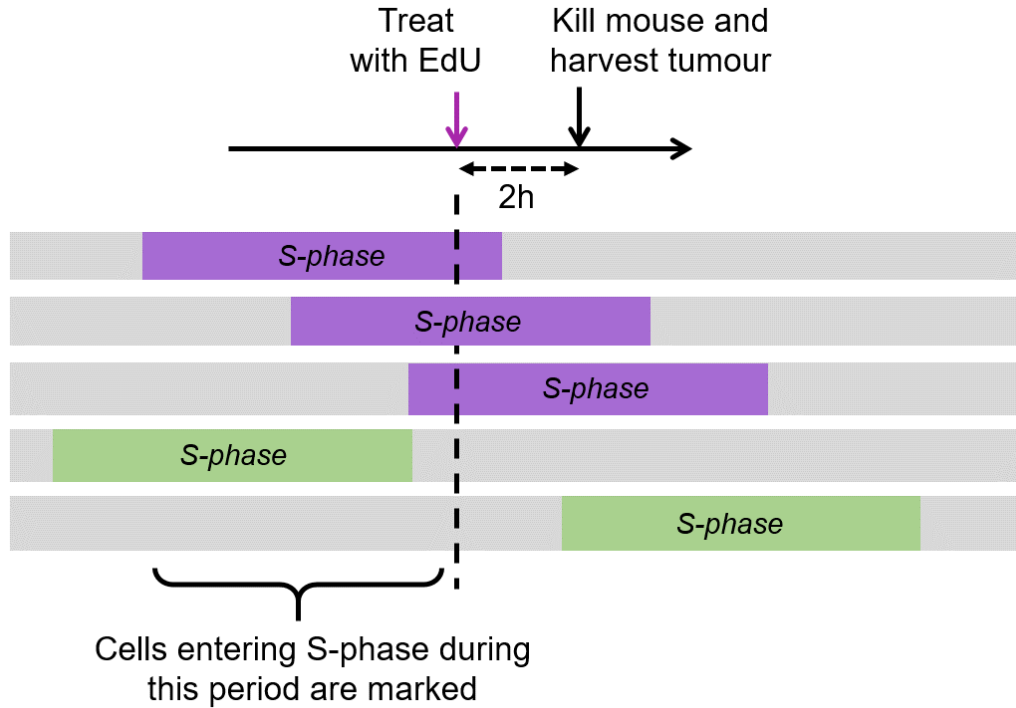 Treat
with EdU
Kill mouse and
harvest tumour
2h
S-phase
S-phase
S-phase
S-phase
S-phase
Cells entering S-phase during
this period are marked